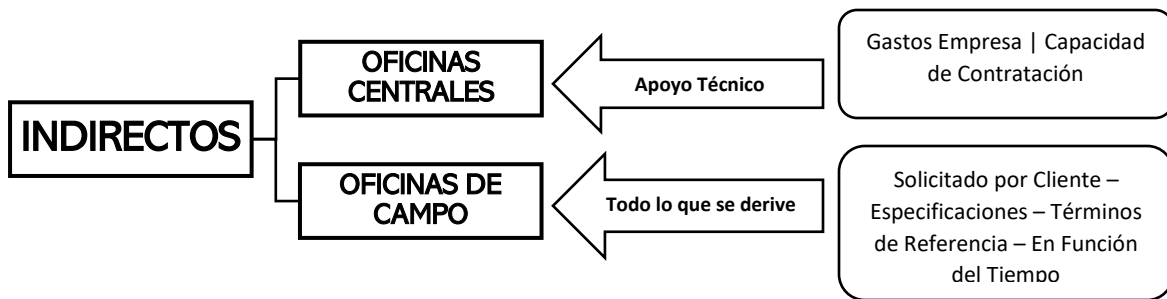 INDIRECTOS
OFICINAS
CENTRALES
Apoyo Técnico
Gastos Empresa | Capacidad
de Contratación
OFICINAS DE
CAMPO
Todo lo que se derive
Solicitado por Cliente –
Especificaciones – Términos
de Referencia – En Función
del Tiempo